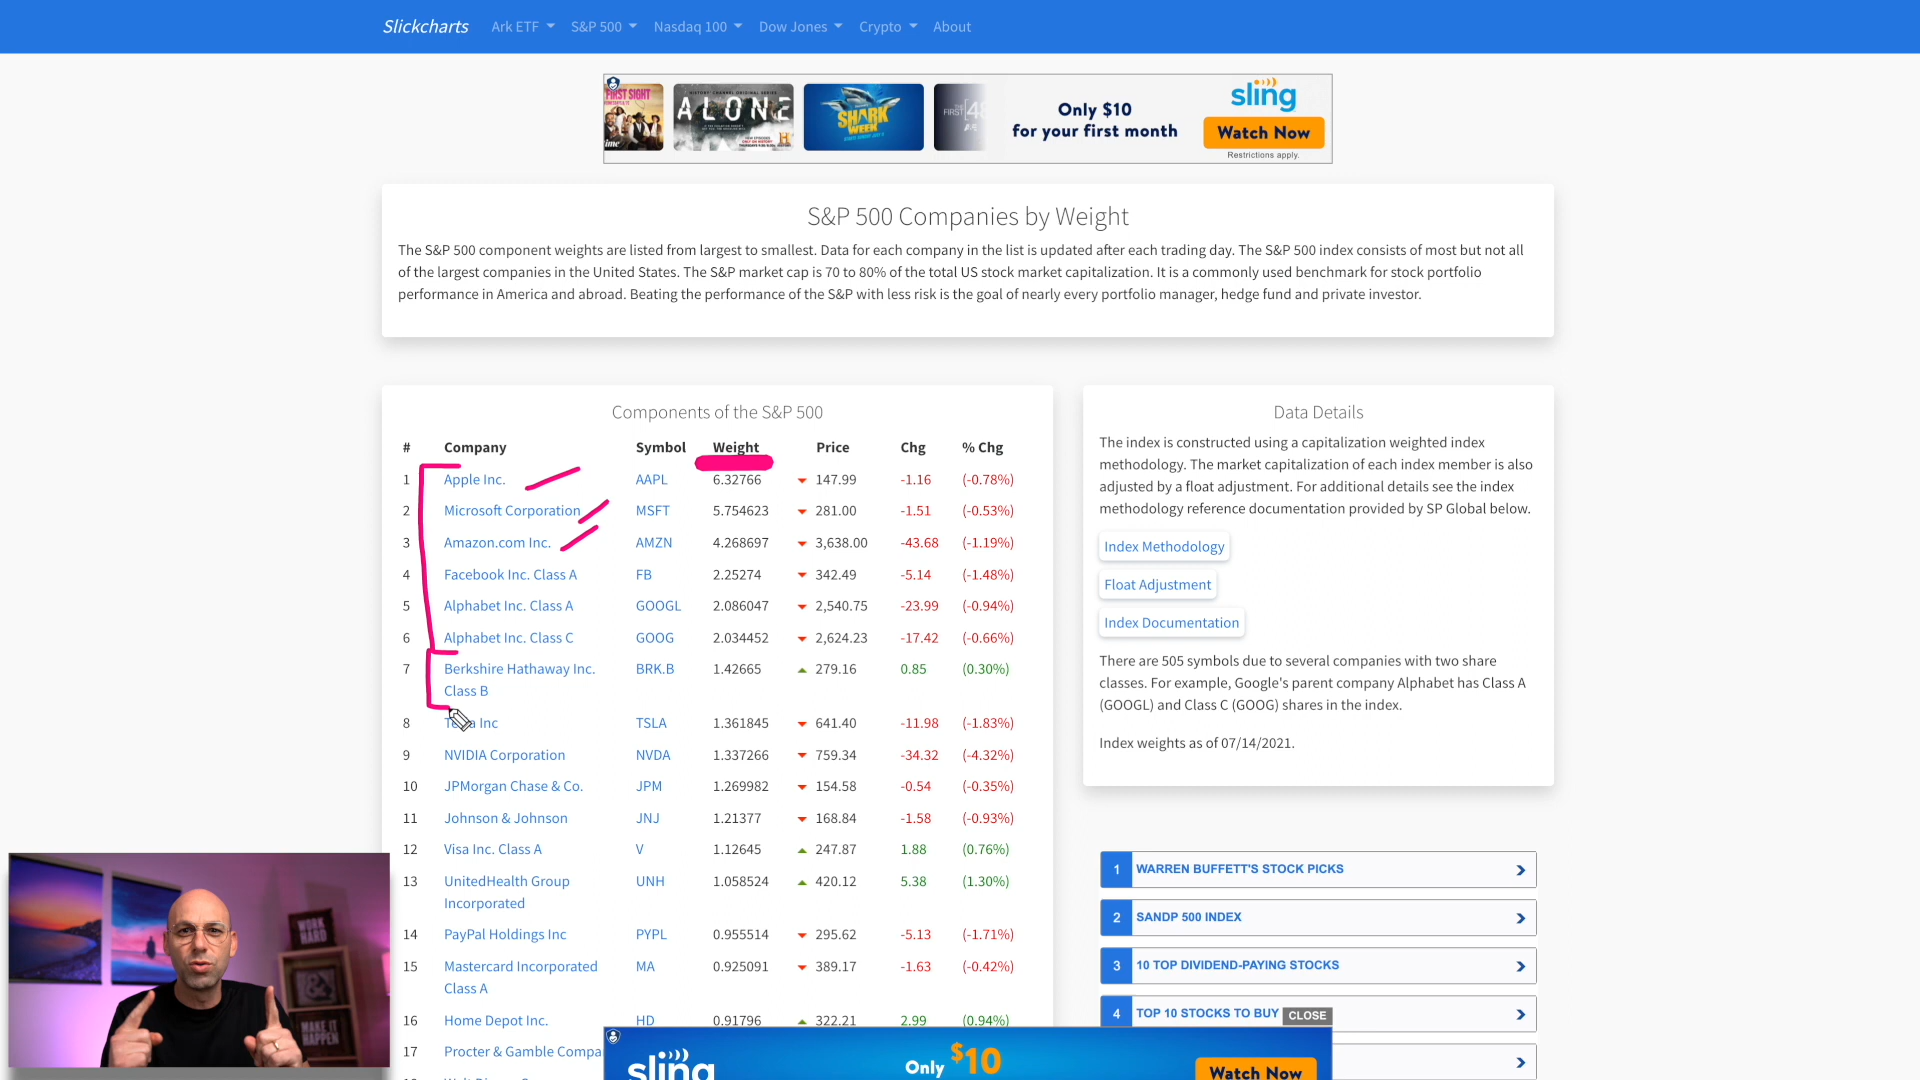 Slickcharts Ark ETF S&P 500 Nasdaq 100 Dow Jones Crypto About
FIRST SIGHT
ime
HISTORY CHANNEL ORIGINAL SERIES
ALONE
SHARK
WEEK
THE
FIRST 48
A&E
Only $10
for your first month
sling
Watch Now
Restrictions apply.
S&P 500 Companies by Weight
The S&P 500 component weights are listed from largest to smallest. Data for each company in the list is updated after each trading day. The S&P 500 index consists of most but not all
of the largest companies in the United States. The S&P market cap is 70 to 80% of the total US stock market capitalization. It is a commonly used benchmark for stock portfolio
performance in America and abroad. Beating the performance of the S&P with less risk is the goal of nearly every portfolio manager, hedge fund and private investor.
Components of the S&P 500
# Company Symbol Weight Price Chg % Chg
1 Apple Inc. AAPL 6.32766 147.99 -1.16 (-0.78%)
2 Microsoft Corporation MSFT 5.754623 281.00 -1.51 (-0.53%)
3 Amazon.com Inc. AMZN 4.268697 3,638.00 -43.68 (-1.19%)
4 Facebook Inc. Class A FB 2.25274 342.49 -5.14 (-1.48%)
5 Alphabet Inc. Class A GOOGL 2.086047 2,540.75 -23.99 (-0.94%)
6 Alphabet Inc. Class C GOOG 2.034452 2,624.23 -17.42 (-0.66%)
7 Berkshire Hathaway Inc. BRK.B 1.42665 279.16 0.85 (0.30%)
Class B
8 Tesla Inc TSLA 1.361845 641.40 -11.98 (-1.83%)
9 NVIDIA Corporation NVDA 1.337266 759.34 -34.32 (-4.32%)
10 JPMorgan Chase & Co. JPM 1.269982 154.58 -0.54 (-0.35%)
11 Johnson & Johnson JNJ 1.21377 168.84 -1.58 (-0.93%)
12 Visa Inc. Class A V 1.12645 247.87 1.88 (0.76%)
13 UnitedHealth Group UNH 1.058524 420.12 5.38 (1.30%)
Incorporated
14 PayPal Holdings Inc PYPL 0.955514 295.62 -5.13 (-1.71%)
15 Mastercard Incorporated MA 0.925091 389.17 -1.63 (-0.42%)
Class A
16 Home Depot Inc. HD 0.91796 322.21 2.99 (0.94%)
17 Procter & Gamble Compa
Data Details
The index is constructed using a capitalization weighted index
methodology. The market capitalization of each index member is also
adjusted by a float adjustment. For additional details see the index
methodology reference documentation provided by SP Global below.
Index Methodology
Float Adjustment
Index Documentation
There are 505 symbols due to several companies with two share
classes. For example, Google's parent company Alphabet has Class A
(GOOGL) and Class C (GOOG) shares in the index.
Index weights as of 07/14/2021.
1 WARREN BUFFETT'S STOCK PICKS
2 SANDP 500 INDEX
3 10 TOP DIVIDEND-PAYING STOCKS
4 TOP 10 STOCKS TO BUY
CLOSE
sling
Only $10
Watch Now
WORK
HARD
MAKE IT
HAPPEN